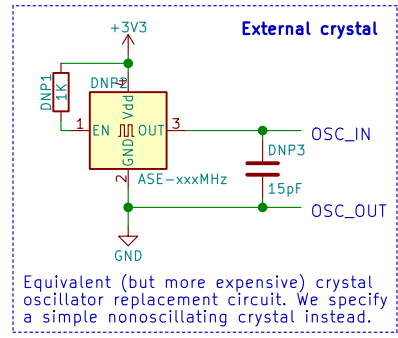 External crystal
+3V3
DNP1
1K
DNP2
4
Vdd
1
EN
OUT
3
GND
2
ASE-xxxMHz
OSC_IN
DNP3
15pF
OSC_OUT
GND
Equivalent (but more expensive) crystal
oscillator replacement circuit. We specify
a simple nonoscillating crystal instead.